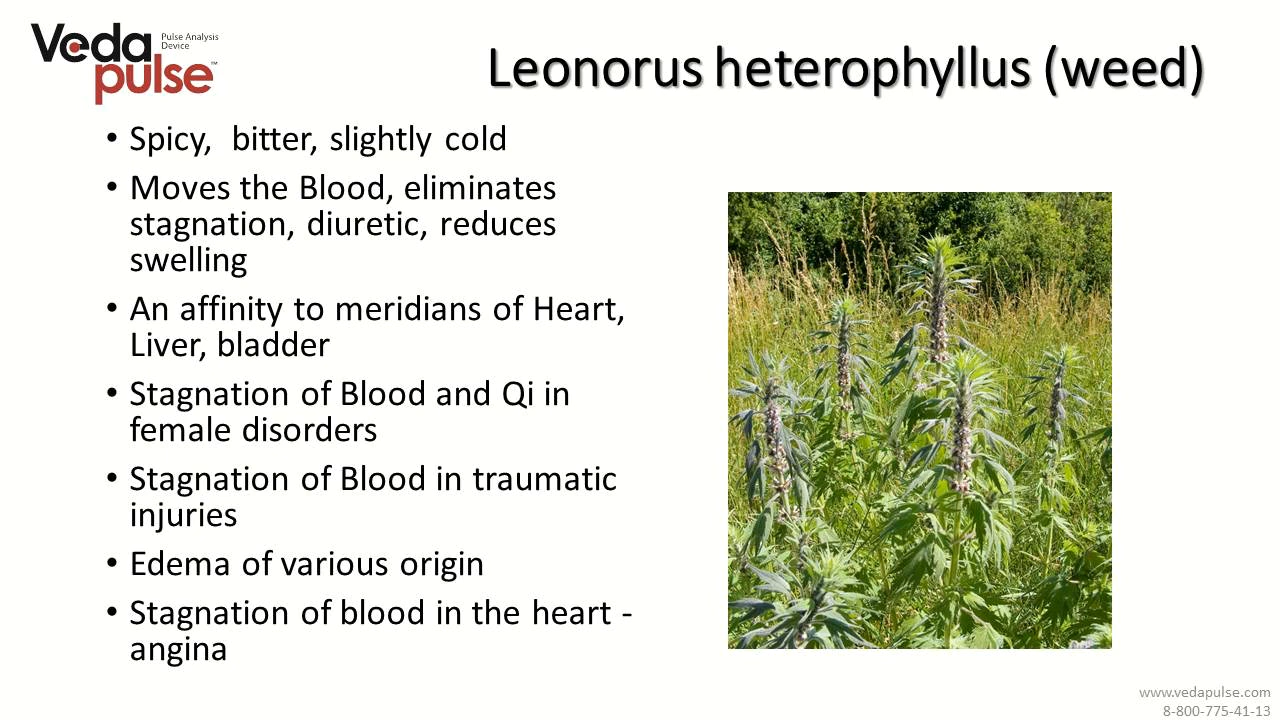 Veda
pulse™
Pulse Analysis
Device
Leonorus heterophyllus (weed)
• Spicy,  bitter, slightly cold
• Moves the Blood, eliminates
stagnation, diuretic, reduces
swelling
• An affinity to meridians of Heart,
Liver, bladder
• Stagnation of Blood and Qi in
female disorders
• Stagnation of Blood in traumatic
injuries
• Edema of various origin
• Stagnation of blood in the heart -
angina
www.vedapulse.com
8-800-775-41-13